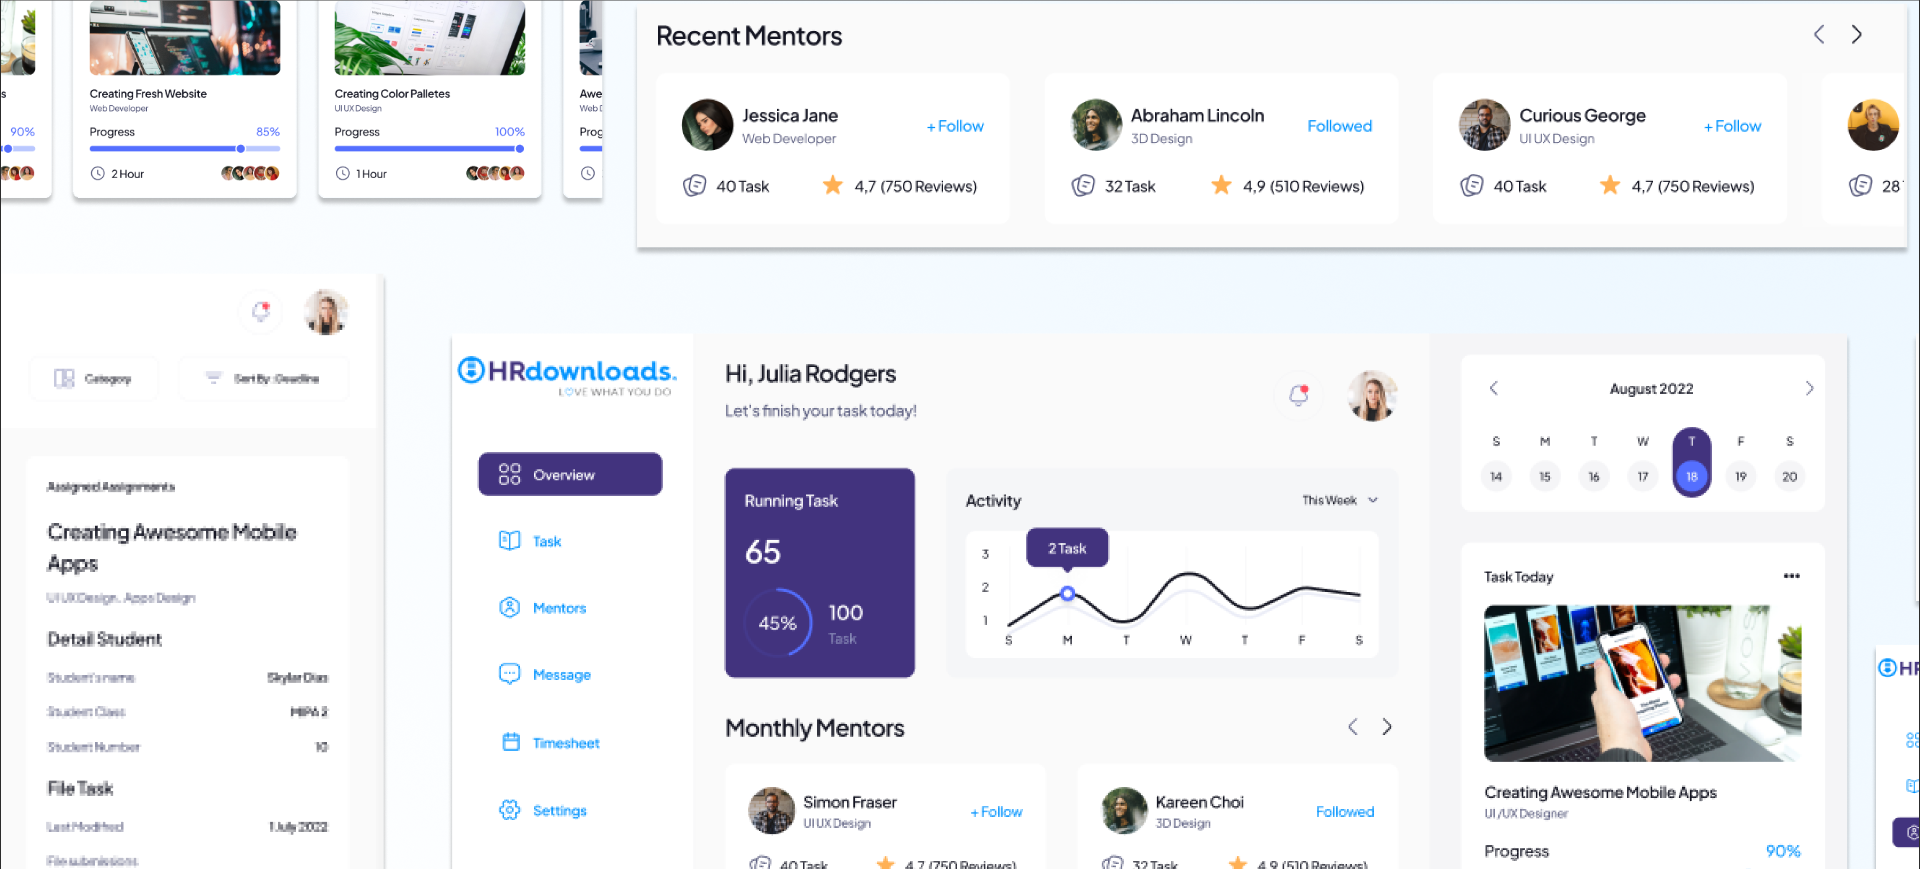 s
90%
Creating Fresh Website
Web Developer
Progress 85%
2 Hour
Creating Color Palletes
UI UX Design
Progress 100%
1 Hour
Awe
Web D
Prog
Recent Mentors
Jessica Jane
Web Developer
+ Follow
40 Task
4,7 (750 Reviews)
Abraham Lincoln
3D Design
Followed
32 Task
4,9 (510 Reviews)
Curious George
UI UX Design
+ Follow
40 Task
4,7 (750 Reviews)
28
Category
Sort By : Deadline
Assigned Assignments
Creating Awesome Mobile
Apps
UI UX Design . Apps Design
Detail Student
Student's name Skylar Dias
Student Class MIPA 2
Student Number 10
File Task
Last Modified 1 July 2022
File submissions
HRdownloads.
LOVE WHAT YOU DO
Overview
Task
Mentors
Message
Timesheet
Settings
Hi, Julia Rodgers
Let's finish your task today!
Running Task
65
45%
100
Task
Activity
This Week
2 Task
3
2
1
S M T W T F S
Monthly Mentors
Simon Fraser
UI UX Design
+ Follow
40 Task
4,7 (750 Reviews)
Kareen Choi
3D Design
Followed
32 Task
4,9 (510 Reviews)
August 2022
S M T W T F S
14 15 16 17 18 19 20
Task Today
Creating Awesome Mobile Apps
UI /UX Designer
Progress 90%
HR